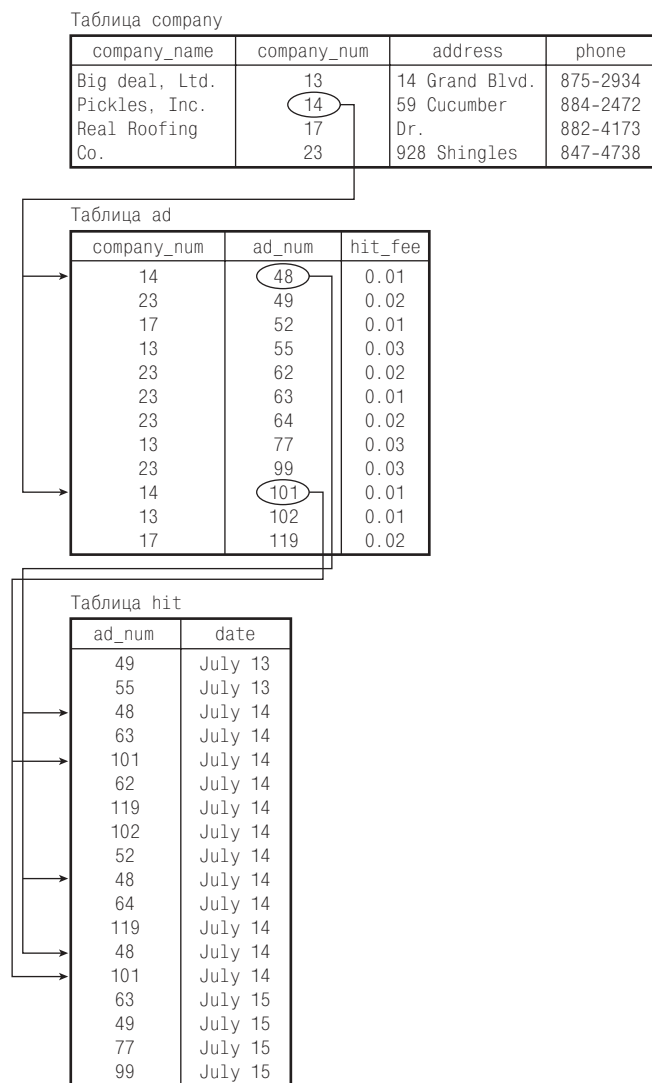 Таблица company
company_name company_num address phone
Big deal, Ltd. 13 14 Grand Blvd. 875-2934
Pickles, Inc. 14 59 Cucumber 884-2472
Real Roofing 17 Dr. 882-4173
Co. 23 928 Shingles 847-4738
Таблица ad
company_num ad_num hit_fee
14 48 0.01
23 49 0.02
17 52 0.01
13 55 0.03
23 62 0.02
23 63 0.01
23 64 0.02
13 77 0.03
23 99 0.03
14 101 0.01
13 102 0.01
17 119 0.02
Таблица hit
ad_num date
49 July 13
55 July 13
48 July 14
63 July 14
101 July 14
62 July 14
119 July 14
102 July 14
52 July 14
48 July 14
64 July 14
119 July 14
48 July 14
101 July 14
63 July 15
49 July 15
77 July 15
99 July 15